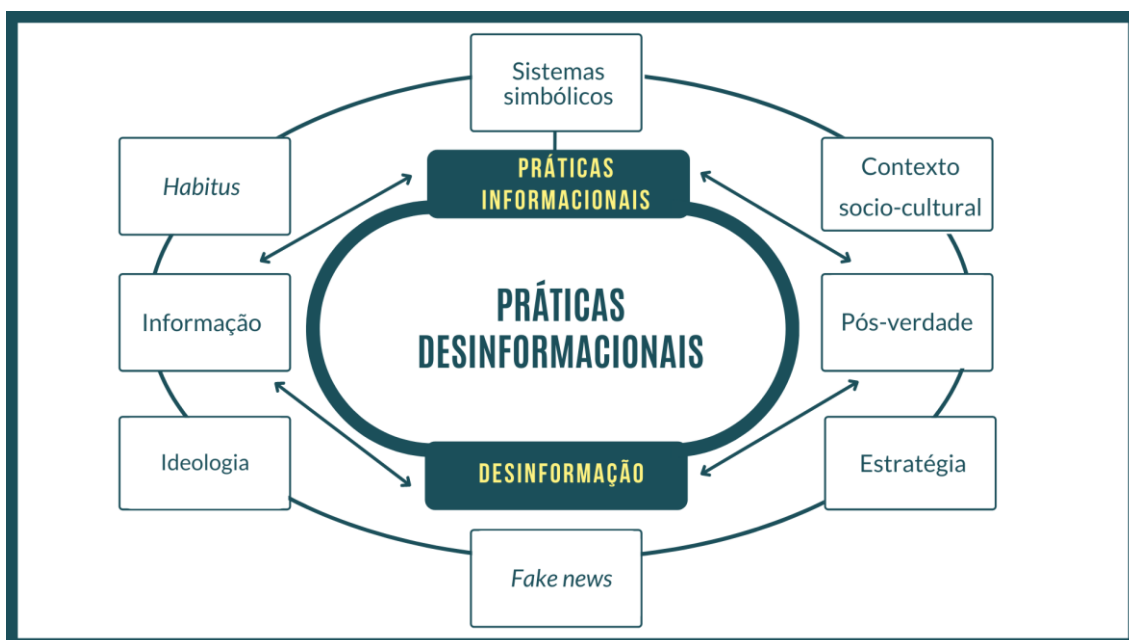 Sistemas
simbólicos
PRÁTICAS
INFORMACIONAIS
Habitus
Contexto
socio-cultural
Informação
PRÁTICAS
DESINFORMACIONAIS
Pós-verdade
Ideologia
DESINFORMAÇÃO
Estratégia
Fake news